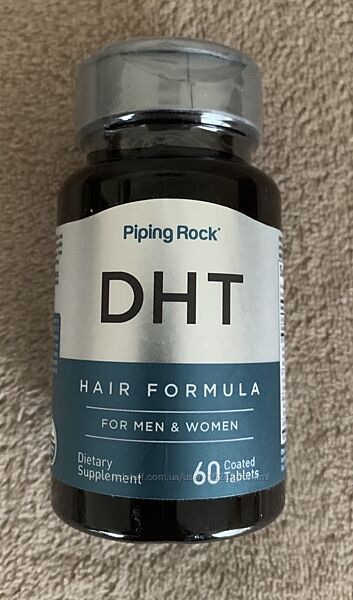 Piping Rock®
DHT
HAIR FORMULA
FOR MEN & WOMEN
Dietary
Supplement
60 Coated
Tablets